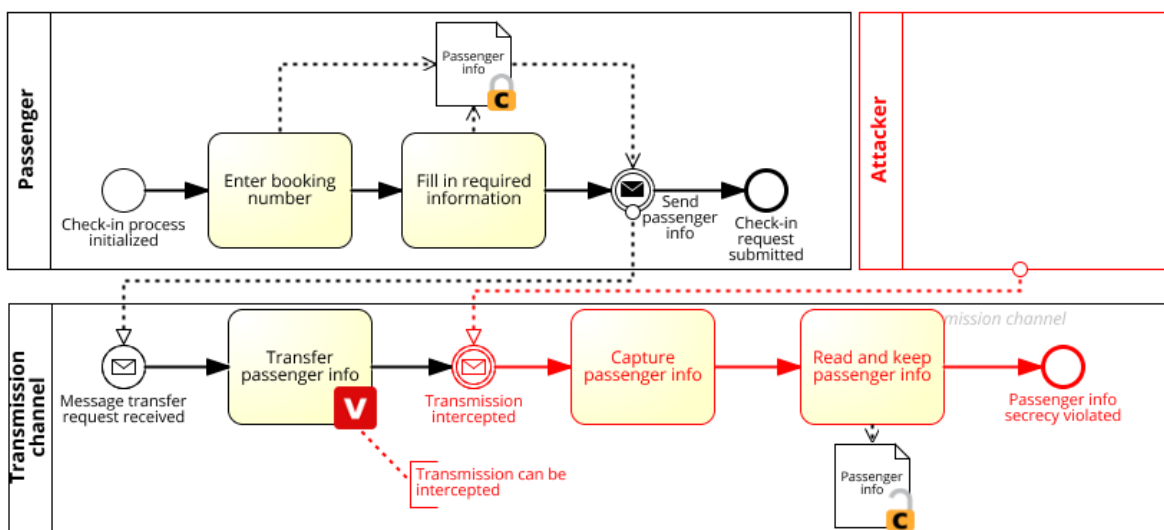 Passenger
Passenger
info
C
Enter booking
number
Fill in required
information
Check-in process
initialized
Send
passenger
info
Check-in
request
submitted
Attacker
Transmission
channel
mission channel
Message transfer
request received
Transfer
passenger info
V
Transmission can be
intercepted
Transmission
intercepted
Capture
passenger info
Read and keep
passenger info
Passenger info
secrecy violated
Passenger
info
C